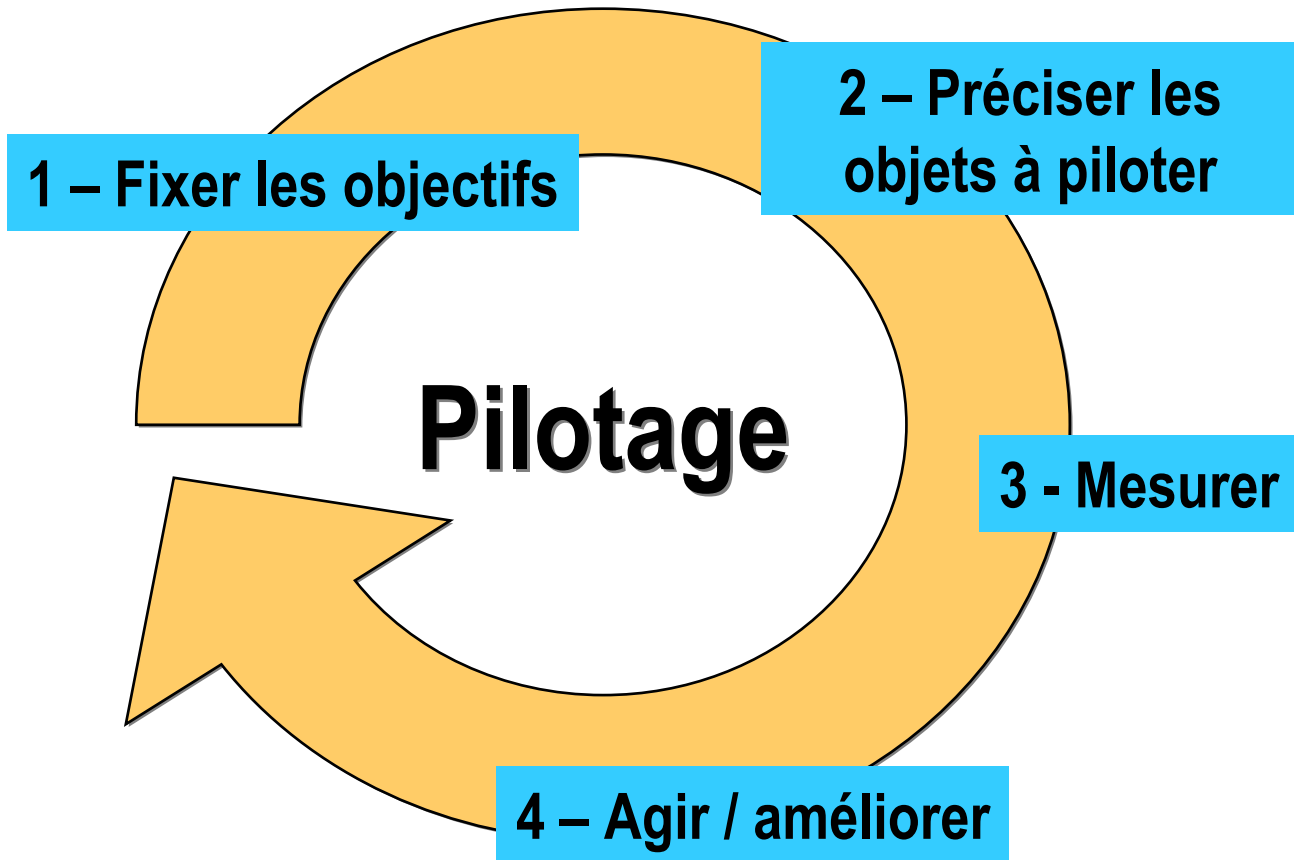 1 – Fixer les objectifs
2 – Préciser les
objets à piloter
Pilotage
3 - Mesurer
4 – Agir / améliorer